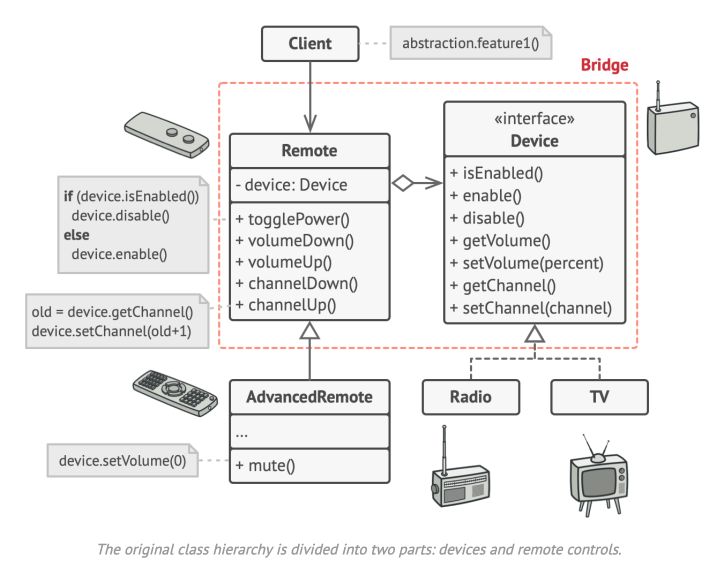 Client
abstraction.feature1()
Bridge
Remote
- device: Device
+ togglePower()
+ volumeDown()
+ volumeUp()
+ channelDown()
+ channelUp()
«interface»
Device
+ isEnabled()
+ enable()
+ disable()
+ getVolume()
+ setVolume(percent)
+ getChannel()
+ setChannel(channel)
if (device.isEnabled())
device.disable()
else
device.enable()
old = device.getChannel()
device.setChannel(old+1)
AdvancedRemote
...
+ mute()
device.setVolume(0)
Radio
TV
The original class hierarchy is divided into two parts: devices and remote controls.